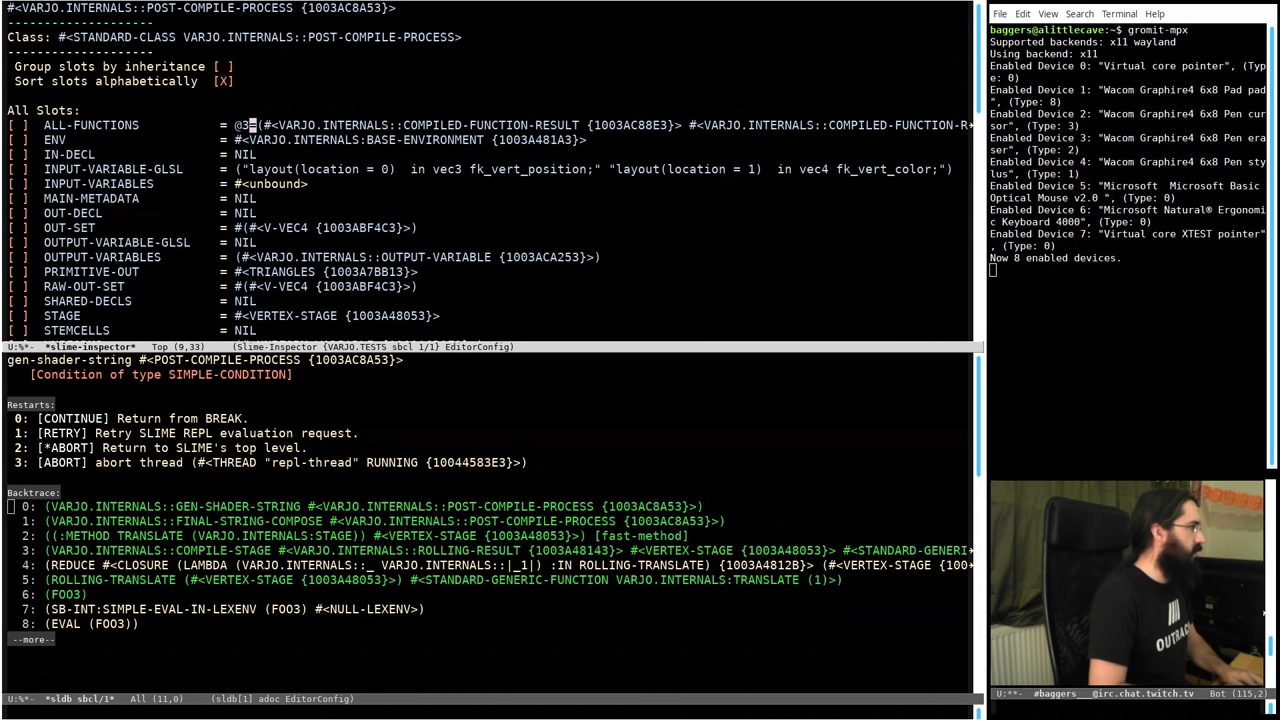 #<VARJO.INTERNALS::POST-COMPILE-PROCESS {1003AC8A53}>
--------------------
Class: #<STANDARD-CLASS VARJO.INTERNALS::POST-COMPILE-PROCESS>
--------------------
Group slots by inheritance [ ]
Sort slots alphabetically  [X]
All Slots:
[ ]  ALL-FUNCTIONS           = @3=(#<VARJO.INTERNALS::COMPILED-FUNCTION-RESULT {1003AC88E3}> #<VARJO.INTERNALS::COMPILED-FUNCTION-R
[ ]  ENV                     = #<VARJO.INTERNALS:BASE-ENVIRONMENT {1003A481A3}>
[ ]  IN-DECL                 = NIL
[ ]  INPUT-VARIABLE-GLSL     = ("layout(location = 0)  in vec3 fk_vert_position;" "layout(location = 1)  in vec4 fk_vert_color;")
[ ]  INPUT-VARIABLES         = #<unbound>
[ ]  MAIN-METADATA           = NIL
[ ]  OUT-DECL                = NIL
[ ]  OUT-SET                 = #(#<V-VEC4 {1003ABF4C3}>)
[ ]  OUTPUT-VARIABLE-GLSL    = NIL
[ ]  OUTPUT-VARIABLES        = (#<VARJO.INTERNALS::OUTPUT-VARIABLE {1003ACA253}>)
[ ]  PRIMITIVE-OUT           = #<TRIANGLES {1003A7BB13}>
[ ]  RAW-OUT-SET             = #(#<V-VEC4 {1003ABF4C3}>)
[ ]  SHARED-DECLS            = NIL
[ ]  STAGE                   = #<VERTEX-STAGE {1003A48053}>
[ ]  STEMCELLS               = NIL
U:%*-  *slime-inspector*   Top (9,33)     (Slime-Inspector {VARJO.TESTS sbcl 1/1} EditorConfig)
gen-shader-string #<POST-COMPILE-PROCESS {1003AC8A53}>
[Condition of type SIMPLE-CONDITION]
Restarts:
0: [CONTINUE] Return from BREAK.
1: [RETRY] Retry SLIME REPL evaluation request.
2: [*ABORT] Return to SLIME's top level.
3: [ABORT] abort thread (#<THREAD "repl-thread" RUNNING {10044583E3}>)
Backtrace:
0: (VARJO.INTERNALS::GEN-SHADER-STRING #<VARJO.INTERNALS::POST-COMPILE-PROCESS {1003AC8A53}>)
1: (VARJO.INTERNALS::FINAL-STRING-COMPOSE #<VARJO.INTERNALS::POST-COMPILE-PROCESS {1003AC8A53}>)
2: ((:METHOD TRANSLATE (VARJO.INTERNALS:STAGE)) #<VERTEX-STAGE {1003A48053}>) [fast-method]
3: (VARJO.INTERNALS::COMPILE-STAGE #<VARJO.INTERNALS::ROLLING-RESULT {1003A48143}> #<VERTEX-STAGE {1003A48053}> #<STANDARD-GENERI
4: (REDUCE #<CLOSURE (LAMBDA (VARJO.INTERNALS::_ VARJO.INTERNALS::|_1|) :IN ROLLING-TRANSLATE) {1003A4812B}> (#<VERTEX-STAGE {100
5: (ROLLING-TRANSLATE (#<VERTEX-STAGE {1003A48053}>) #<STANDARD-GENERIC-FUNCTION VARJO.INTERNALS:TRANSLATE (1)>)
6: (FOO3)
7: (SB-INT:SIMPLE-EVAL-IN-LEXENV (FOO3) #<NULL-LEXENV>)
8: (EVAL (FOO3))
--more--
U:%*-  *sldb sbcl/1*   All (11,0)     (sldb[1] adoc EditorConfig)
File  Edit  View  Search  Terminal  Help
baggers@alittlecave:~$ gromit-mpx
Supported backends: x11 wayland
Using backend: x11
Enabled Device 0: "Virtual core pointer", (Typ
e: 0)
Enabled Device 1: "Wacom Graphire4 6x8 Pad pad
", (Type: 8)
Enabled Device 2: "Wacom Graphire4 6x8 Pen cur
sor", (Type: 3)
Enabled Device 3: "Wacom Graphire4 6x8 Pen era
ser", (Type: 2)
Enabled Device 4: "Wacom Graphire4 6x8 Pen sty
lus", (Type: 1)
Enabled Device 5: "Microsoft  Microsoft Basic
Optical Mouse v2.0 ", (Type: 0)
Enabled Device 6: "Microsoft Natural® Ergonomi
c Keyboard 4000", (Type: 0)
Enabled Device 7: "Virtual core XTEST pointer"
, (Type: 0)
Now 8 enabled devices.
OUTRAC
U:**-  #baggers___@irc.chat.twitch.tv   Bot (115,2)